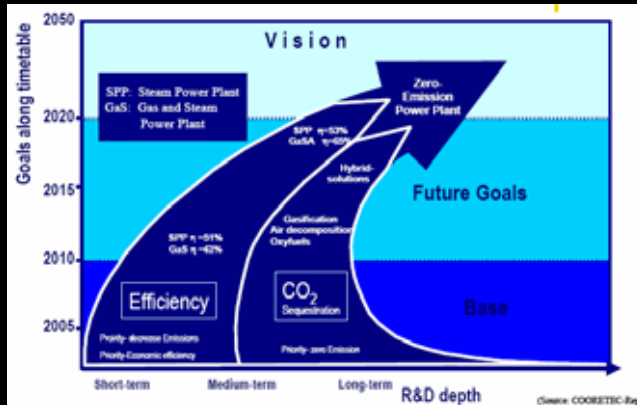 2050
2020
2015
2010
2005
Goals along timetable
Vision
SPP: Steam Power Plant
GaS: Gas and Steam
Power Plant
Zero-
Emission
Power Plant
SPP η=53%
GaSA η=65%
Hybrid-
solutions
Future Goals
Gasification
Air decomposition
Oxyfuels
SPP η =51%
GaS η =62%
Efficiency
CO₂
Sequestration
Base
Priority- decrease Emissions
Priority-Economic efficiency
Priority- zero Emission
Short-term
Medium-term
Long-term
R&D depth
(Source: COORETEC-Rep